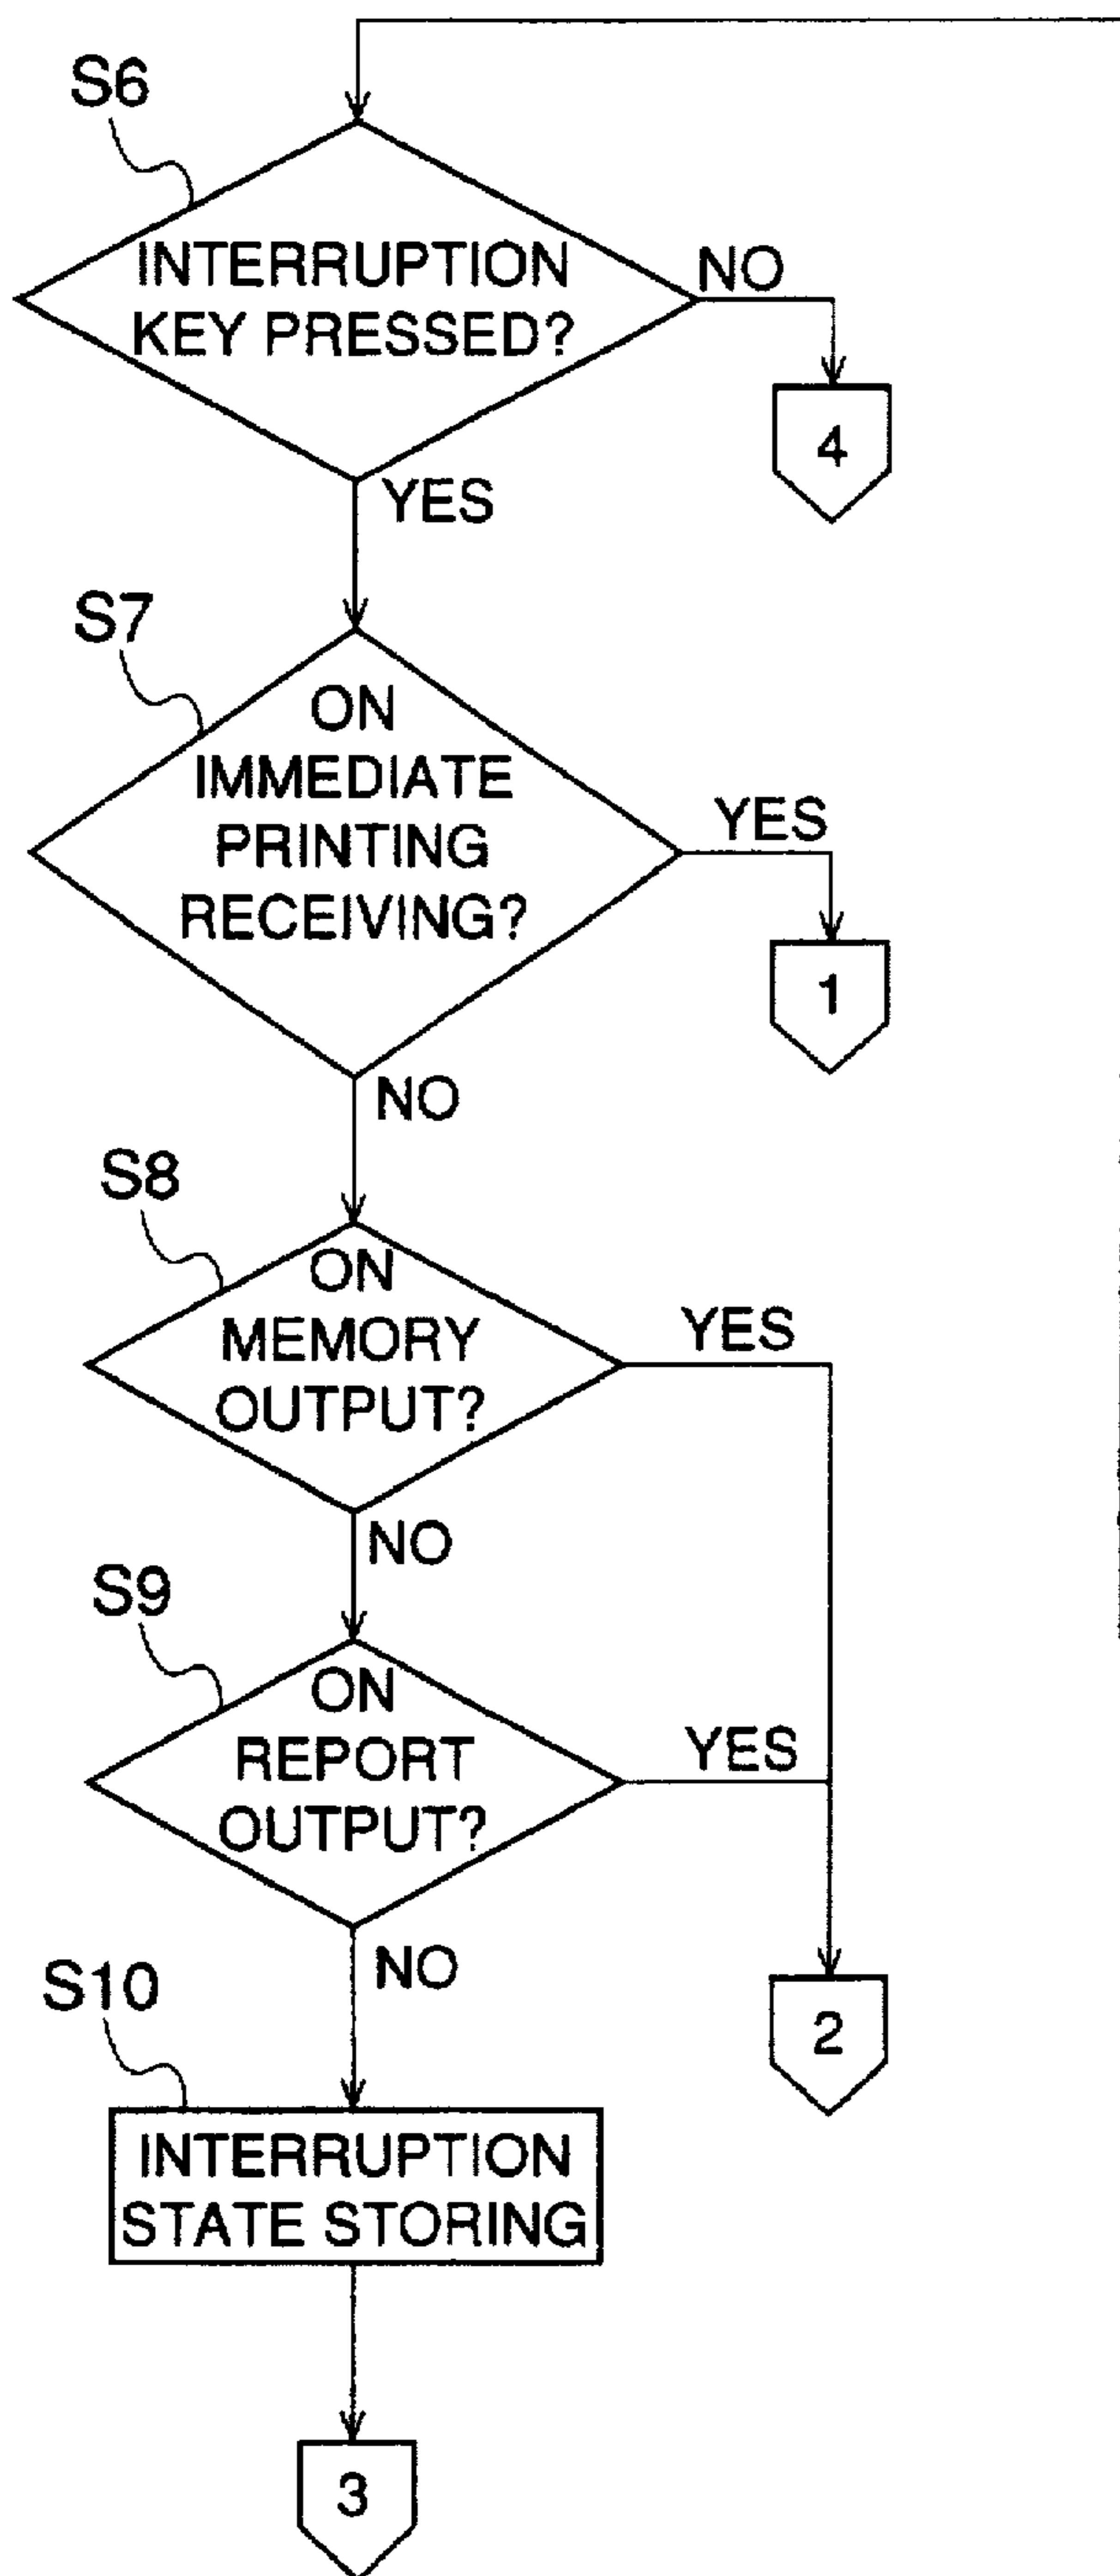 S6
INTERRUPTION
KEY PRESSED?
NO
4
YES
S7
ON
IMMEDIATE
PRINTING
RECEIVING?
YES
1
NO
S8
ON
MEMORY
OUTPUT?
YES
NO
S9
ON
REPORT
OUTPUT?
YES
2
NO
S10
INTERRUPTION
STATE STORING
3